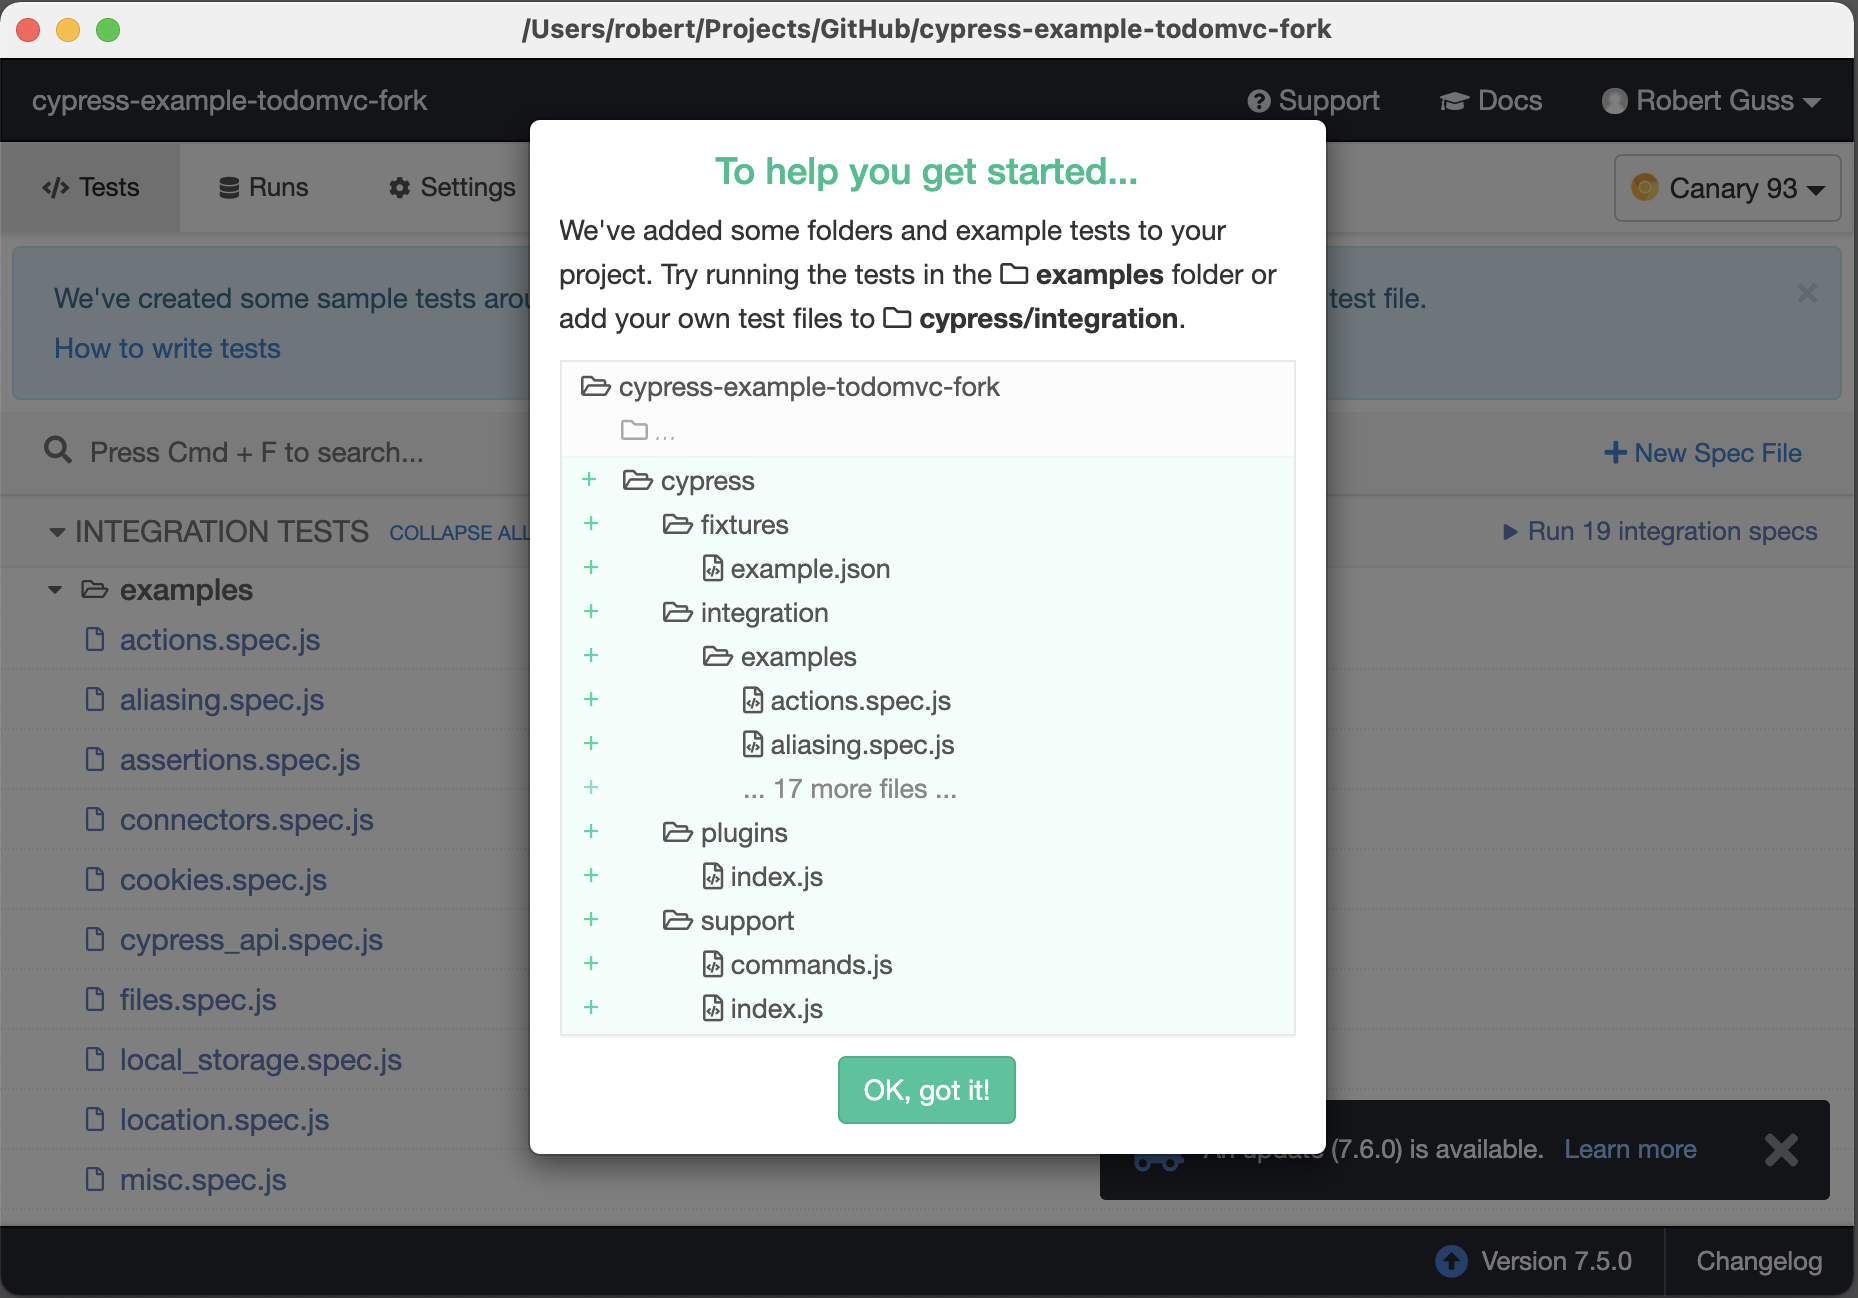 /Users/robert/Projects/GitHub/cypress-example-todomvc-fork
cypress-example-todomvc-fork
Support
Docs
Robert Guss
Tests
Runs
Settings
Canary 93
We've created some sample tests
test file.
How to write tests
Press Cmd + F to search...
+ New Spec File
INTEGRATION TESTS COLLAPSE ALL
Run 19 integration specs
examples
actions.spec.js
aliasing.spec.js
assertions.spec.js
connectors.spec.js
cookies.spec.js
cypress_api.spec.js
files.spec.js
local_storage.spec.js
location.spec.js
misc.spec.js
To help you get started...
We've added some folders and example tests to your
project. Try running the tests in the examples folder or
add your own test files to cypress/integration.
cypress-example-todomvc-fork
...
+ cypress
+ fixtures
+ example.json
+ integration
+ examples
+ actions.spec.js
+ aliasing.spec.js
+ ... 17 more files ...
+ plugins
+ index.js
+ support
+ commands.js
+ index.js
OK, got it!
An update (7.6.0) is available. Learn more
Version 7.5.0
Changelog